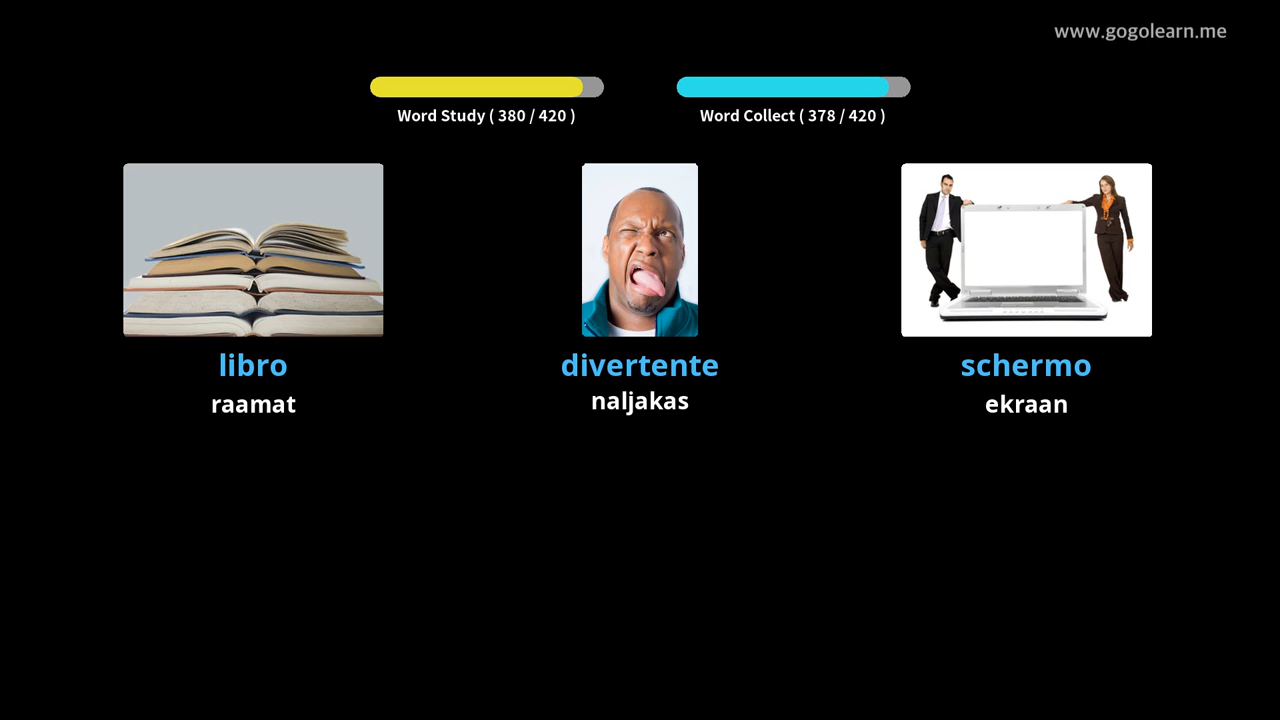 www.gogolearn.me
Word Study ( 380 / 420 )
Word Collect ( 378 / 420 )
libro
divertente
schermo
raamat
naljakas
ekraan